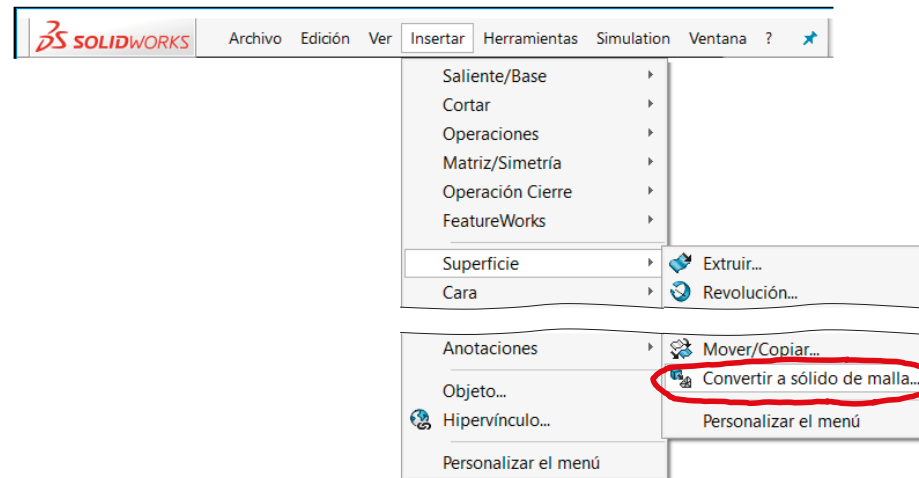 SOLIDWORKS Archivo Edición Ver Insertar Herramientas Simulation Ventana ?
Saliente/Base
Cortar
Operaciones
Matriz/Simetría
Operación Cierre
FeatureWorks
Superficie
Cara
Extruir...
Revolución...
Anotaciones
Objeto...
Hipervínculo...
Personalizar el menú
Mover/Copiar...
Convertir a sólido de malla...
Personalizar el menú